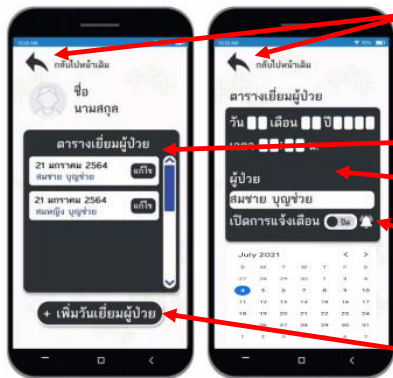 กลับไปหน้าเดิม
ชื่อ
นามสกุล
ตารางเยี่ยมผู้ป่วย
21 มกราคม 2564
สมชาย บุญช่วย
แก้ไข
21 มกราคม 2564
สมหญิง บุญช่วย
แก้ไข
+ เพิ่มวันเยี่ยมผู้ป่วย
กลับไปหน้าเดิม
ตารางเยี่ยมผู้ป่วย
วัน เดือน ปี
น.
ผู้ป่วย
สมชาย บุญช่วย
เปิดการแจ้งเตือน ปิด
July 2021 < >
S M T W T F S
27 28 29 30 1 2 3
4 5 6 7 8 9 10
11 12 13 14 15 16 17
18 19 20 21 22 23 24
26 27 28 29 30 31
1 2 3 4 5 6 7